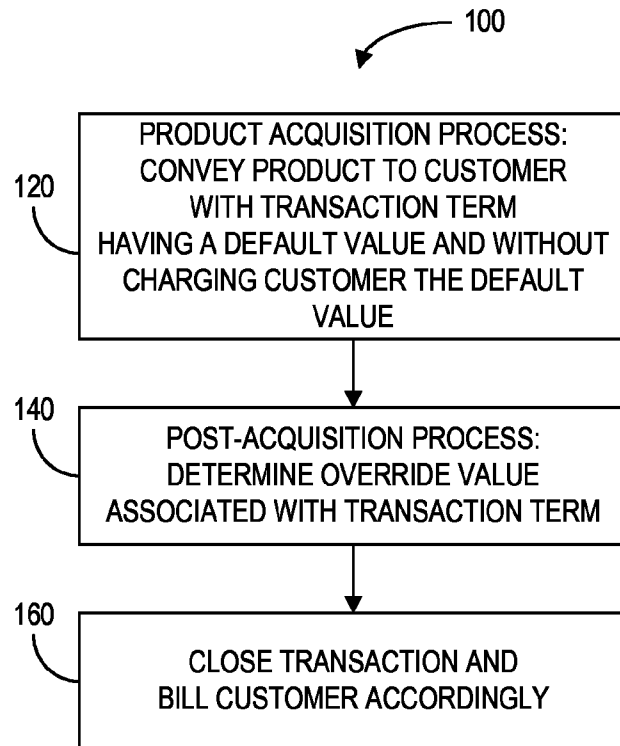 100
120
PRODUCT ACQUISITION PROCESS:
CONVEY PRODUCT TO CUSTOMER
WITH TRANSACTION TERM
HAVING A DEFAULT VALUE AND WITHOUT
CHARGING CUSTOMER THE DEFAULT
VALUE
140
POST-ACQUISITION PROCESS:
DETERMINE OVERRIDE VALUE
ASSOCIATED WITH TRANSACTION TERM
160
CLOSE TRANSACTION AND
BILL CUSTOMER ACCORDINGLY